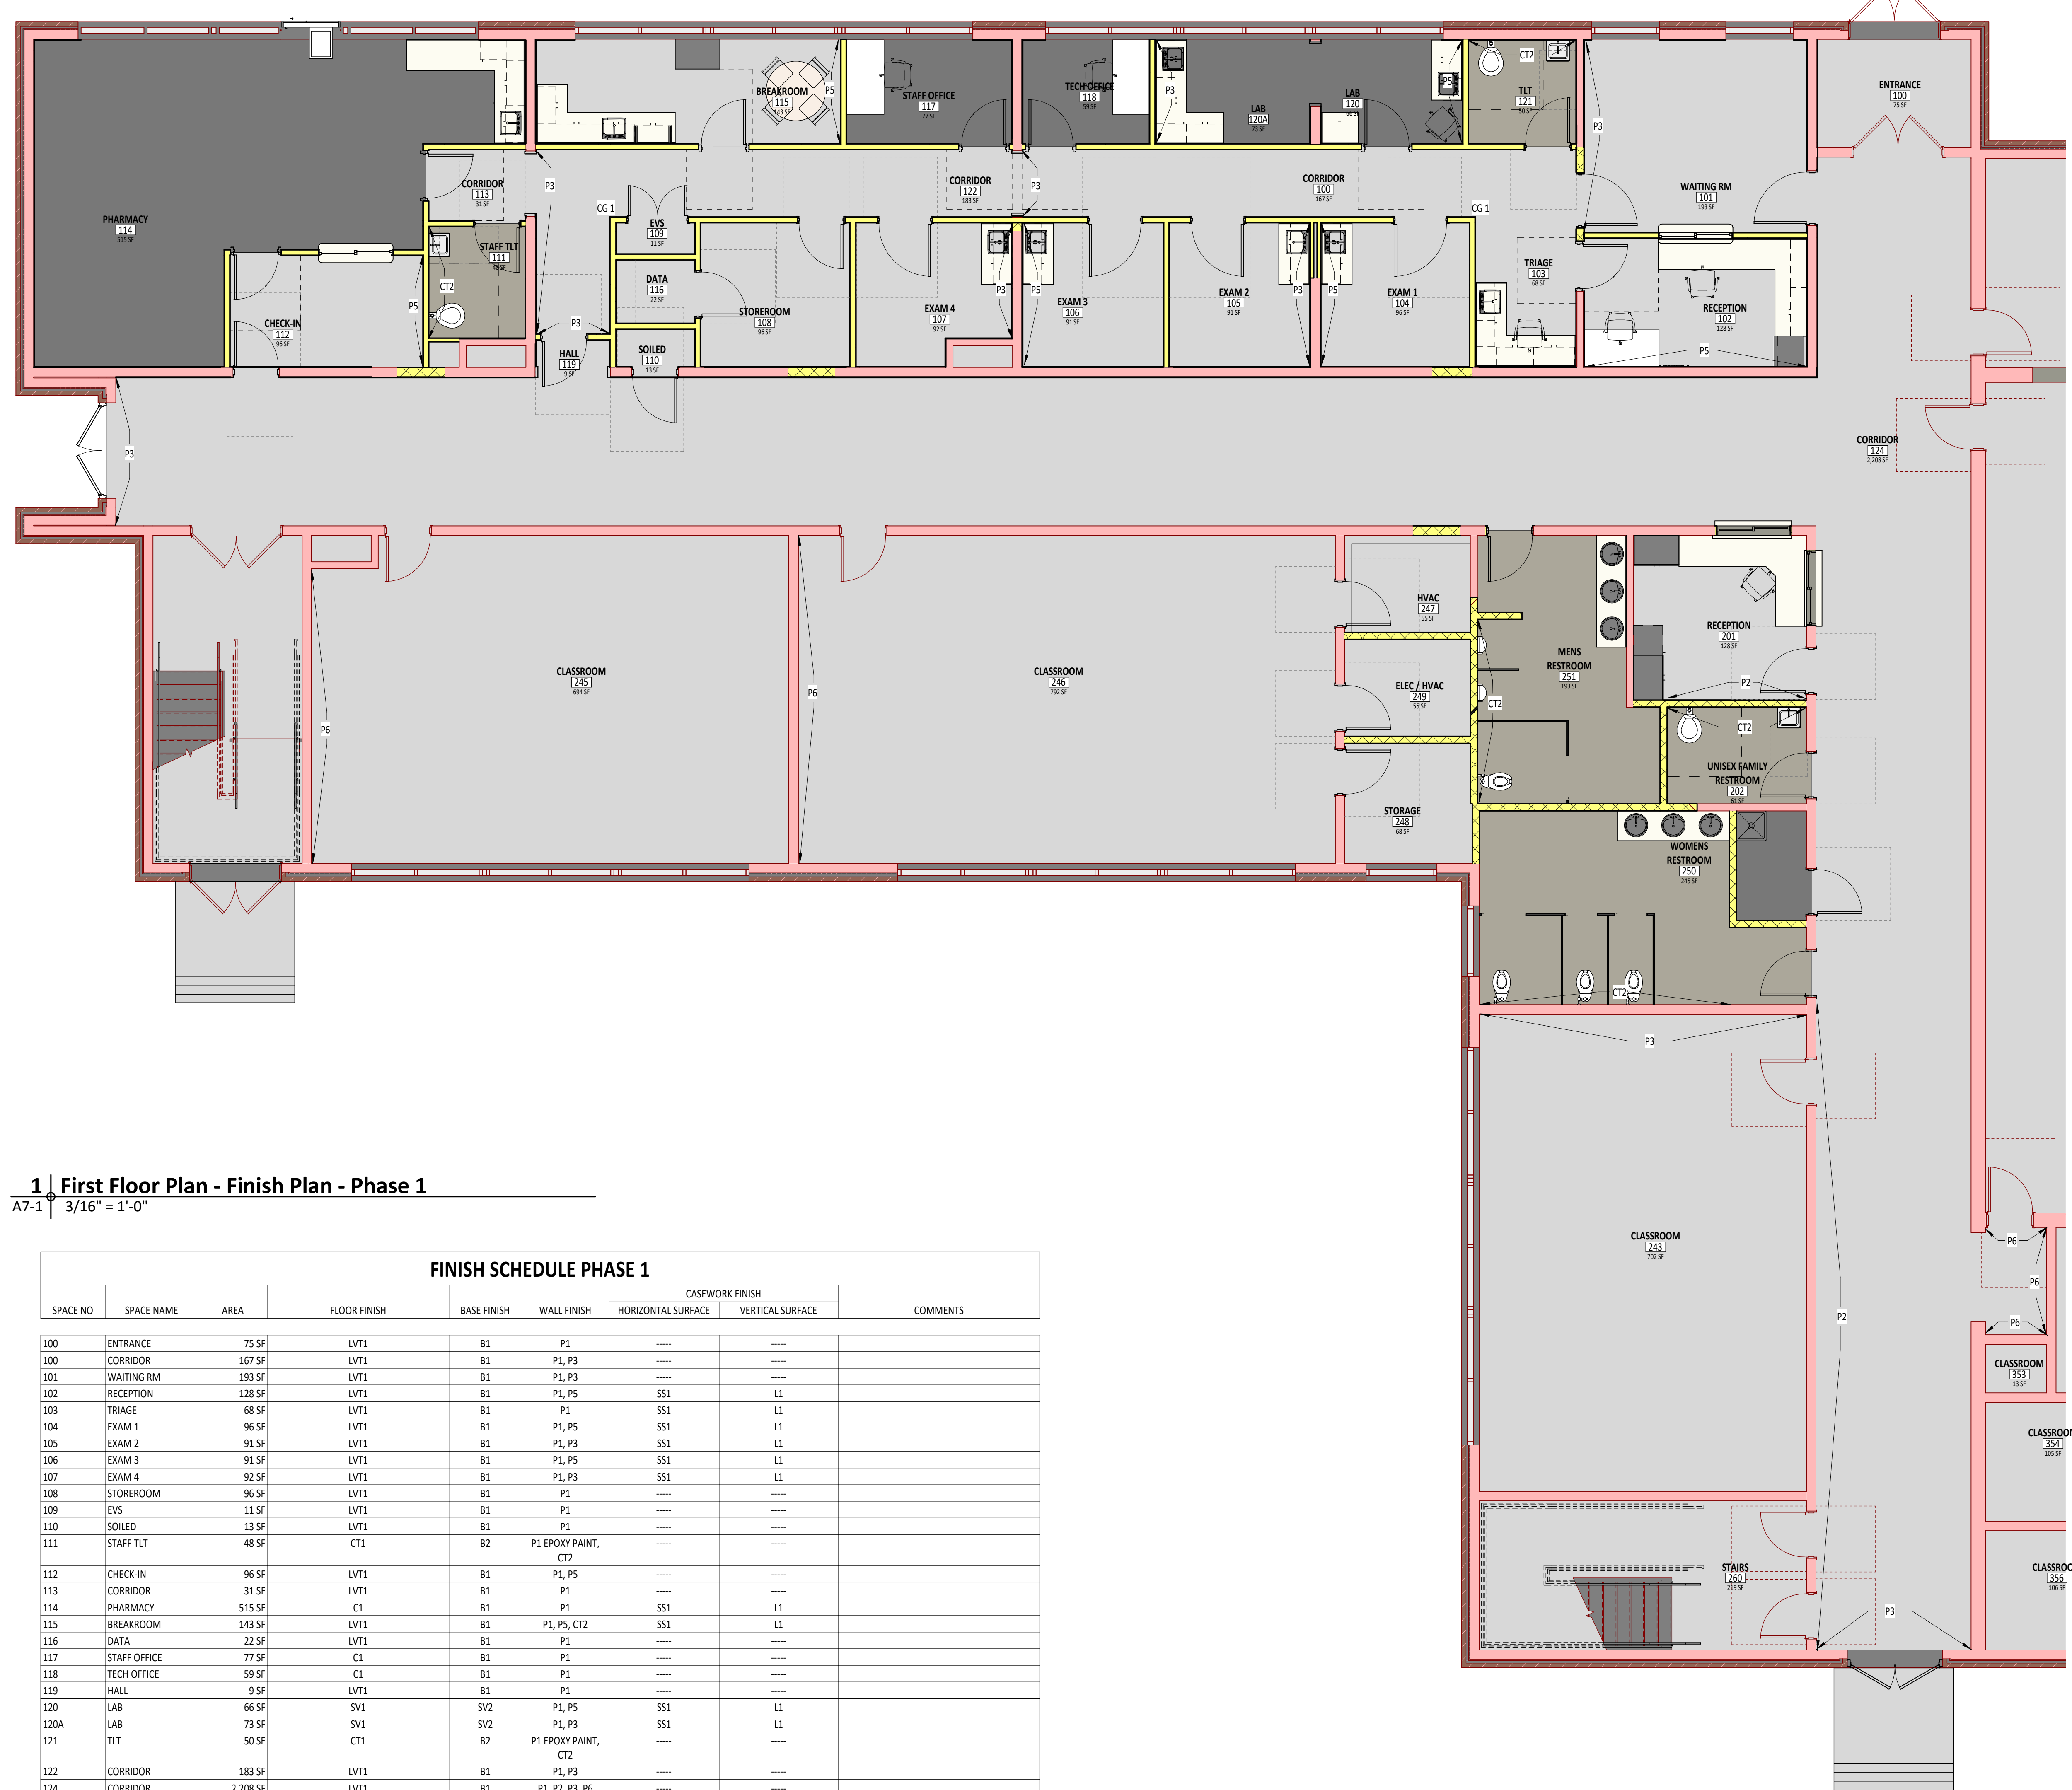 ENTRANCE
100
75 SF
BREAKROOM
115
143 SF
P5
STAFF OFFICE
117
77 SF
TECH OFFICE
118
59 SF
P3
LAB
120A
73 SF
LAB
120
66 SF
P5
CT2
TLT
121
50 SF
P3
CORRIDOR
113
31 SF
P3
CG 1
CORRIDOR
122
183 SF
P3
CORRIDOR
100
167 SF
CG 1
WAITING RM
101
193 SF
PHARMACY
114
515 SF
STAFF TLT
111
48 SF
CT2
P5
EVS
109
11 SF
DATA
116
22 SF
STOREROOM
108
96 SF
EXAM 4
107
92 SF
P3
P5
EXAM 3
106
91 SF
EXAM 2
105
91 SF
P3
P5
EXAM 1
104
96 SF
TRIAGE
103
68 SF
RECEPTION
102
128 SF
P5
CHECK-IN
112
96 SF
P3
HALL
119
9 SF
SOILED
110
13 SF
P3
CORRIDOR
124
2,208 SF
CLASSROOM
245
694 SF
P6
CLASSROOM
246
792 SF
P6
HVAC
247
55 SF
ELEC / HVAC
249
55 SF
STORAGE
248
68 SF
MENS
RESTROOM
251
193 SF
CT2
RECEPTION
201
128 SF
P2
CT2
UNISEX FAMILY
RESTROOM
202
61 SF
WOMENS
RESTROOM
250
245 SF
CT2
P3
CLASSROOM
243
702 SF
P2
P6
P6
P6
CLASSROOM
353
13 SF
CLASSROOM
354
105 SF
CLASSROO
356
106 SF
STAIRS
260
219 SF
P3
1 First Floor Plan - Finish Plan - Phase 1
A7-1 3/16" = 1'-0"
FINISH SCHEDULE PHASE 1
CASEWORK FINISH
SPACE NO SPACE NAME AREA FLOOR FINISH BASE FINISH WALL FINISH HORIZONTAL SURFACE VERTICAL SURFACE COMMENTS
100 ENTRANCE 75 SF LVT1 B1 P1 ----- -----
100 CORRIDOR 167 SF LVT1 B1 P1, P3 ----- -----
101 WAITING RM 193 SF LVT1 B1 P1, P3 ----- -----
102 RECEPTION 128 SF LVT1 B1 P1, P5 SS1 L1
103 TRIAGE 68 SF LVT1 B1 P1 SS1 L1
104 EXAM 1 96 SF LVT1 B1 P1, P5 SS1 L1
105 EXAM 2 91 SF LVT1 B1 P1, P3 SS1 L1
106 EXAM 3 91 SF LVT1 B1 P1, P5 SS1 L1
107 EXAM 4 92 SF LVT1 B1 P1, P3 SS1 L1
108 STOREROOM 96 SF LVT1 B1 P1 ----- -----
109 EVS 11 SF LVT1 B1 P1 ----- -----
110 SOILED 13 SF LVT1 B1 P1 ----- -----
111 STAFF TLT 48 SF CT1 B2 P1 EPOXY PAINT, ----- -----
CT2
112 CHECK-IN 96 SF LVT1 B1 P1, P5 ----- -----
113 CORRIDOR 31 SF LVT1 B1 P1 ----- -----
114 PHARMACY 515 SF C1 B1 P1 SS1 L1
115 BREAKROOM 143 SF LVT1 B1 P1, P5, CT2 SS1 L1
116 DATA 22 SF LVT1 B1 P1 ----- -----
117 STAFF OFFICE 77 SF C1 B1 P1 ----- -----
118 TECH OFFICE 59 SF C1 B1 P1 ----- -----
119 HALL 9 SF LVT1 B1 P1 ----- -----
120 LAB 66 SF SV1 SV2 P1, P5 SS1 L1
120A LAB 73 SF SV1 SV2 P1, P3 SS1 L1
121 TLT 50 SF CT1 B2 P1 EPOXY PAINT, ----- -----
CT2
122 CORRIDOR 183 SF LVT1 B1 P1, P3 ----- -----
124 CORRIDOR 2,208 SF LVT1 B1 P1, P2, P3, P6 ----- -----